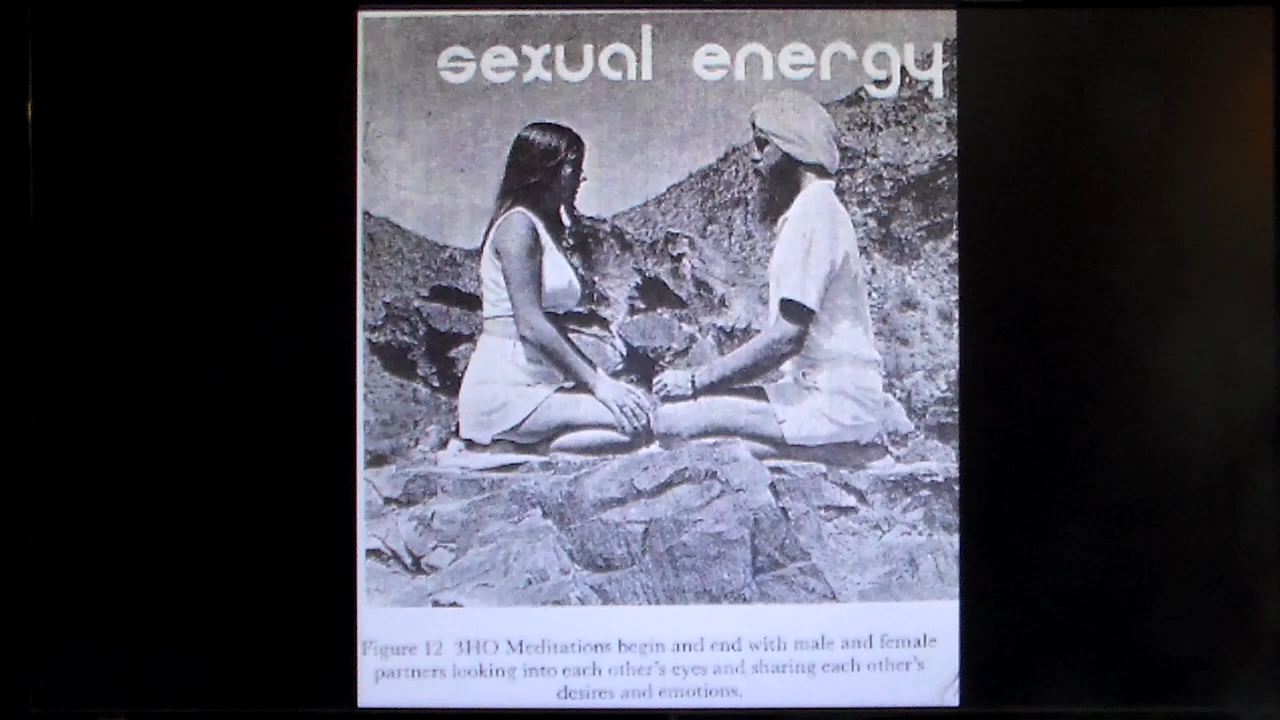 sexual energy
Figure 12 3HO Meditations begin and end with male and female
partners looking into each other's eyes and sharing each other's
desires and emotions.